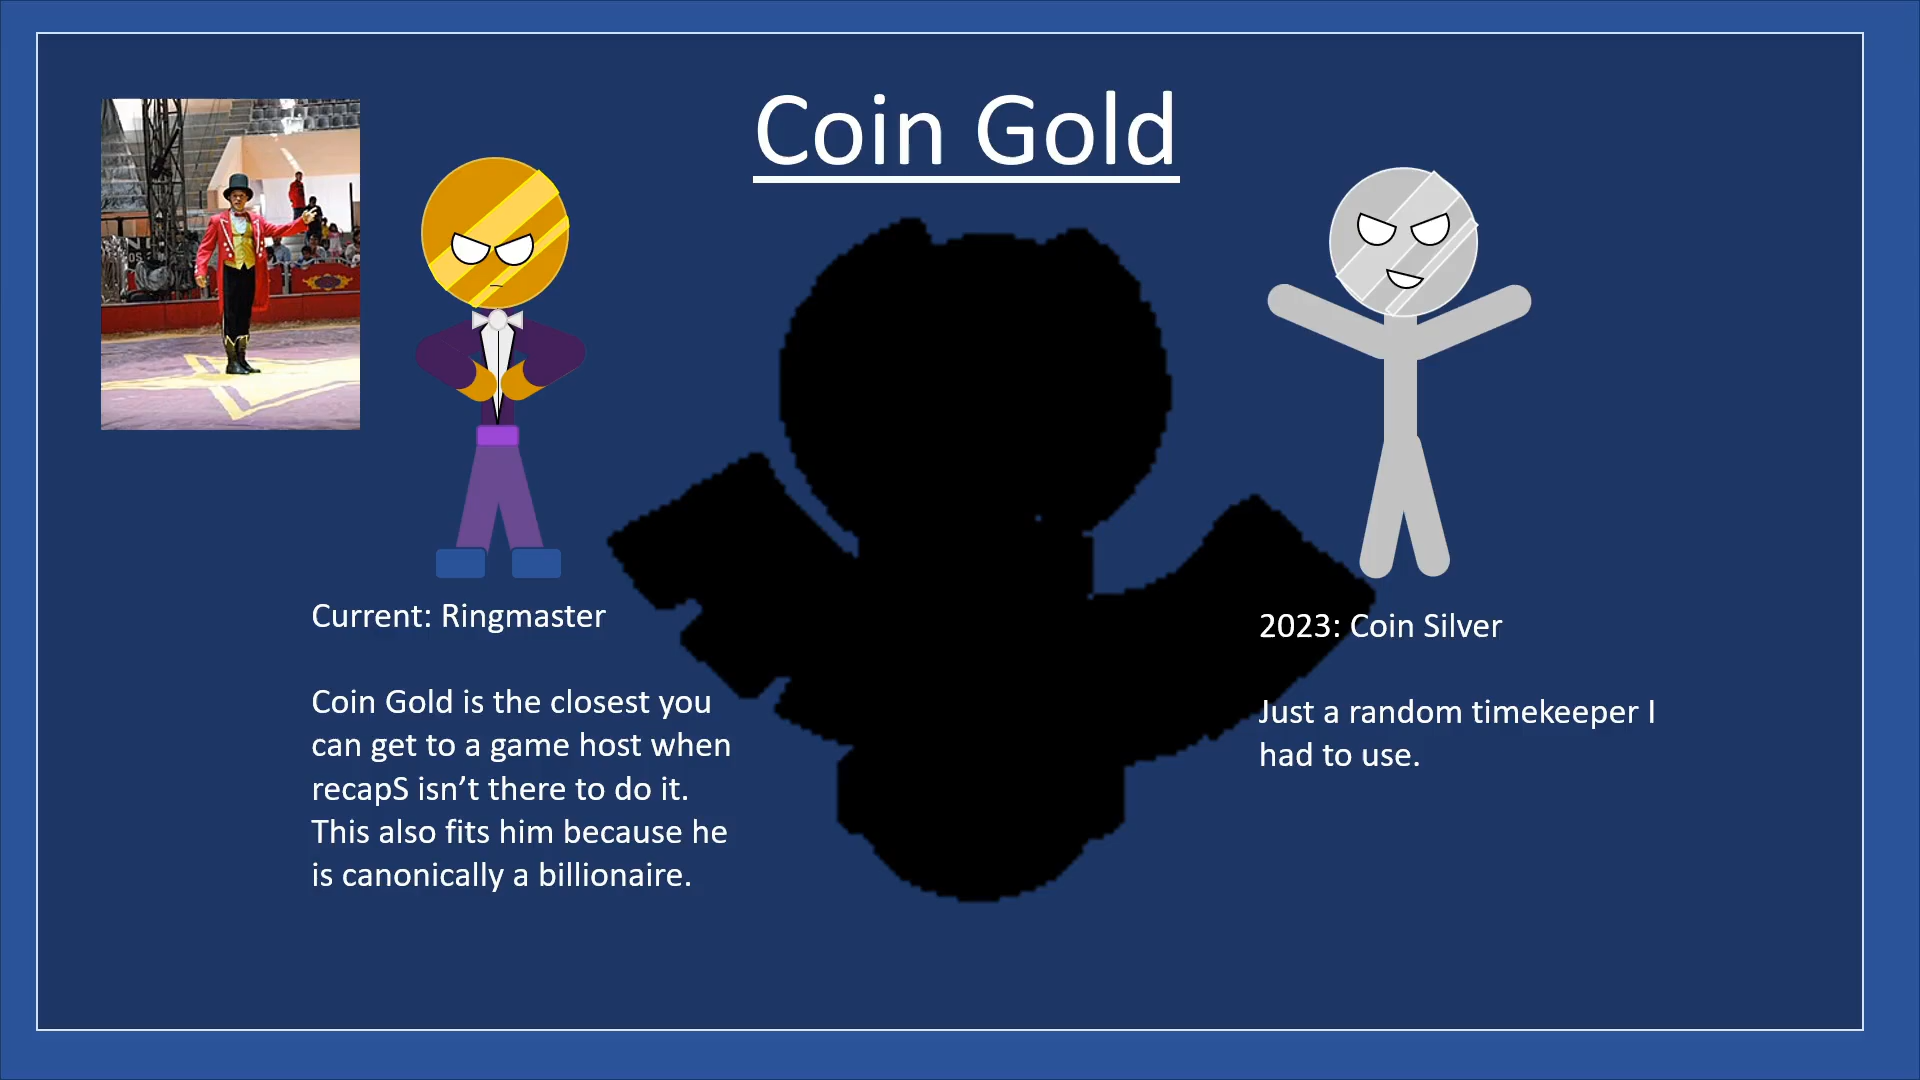 Coin Gold
Current: Ringmaster
Coin Gold is the closest you
can get to a game host when
recapS isn’t there to do it.
This also fits him because he
is canonically a billionaire.
2023: Coin Silver
Just a random timekeeper I
had to use.